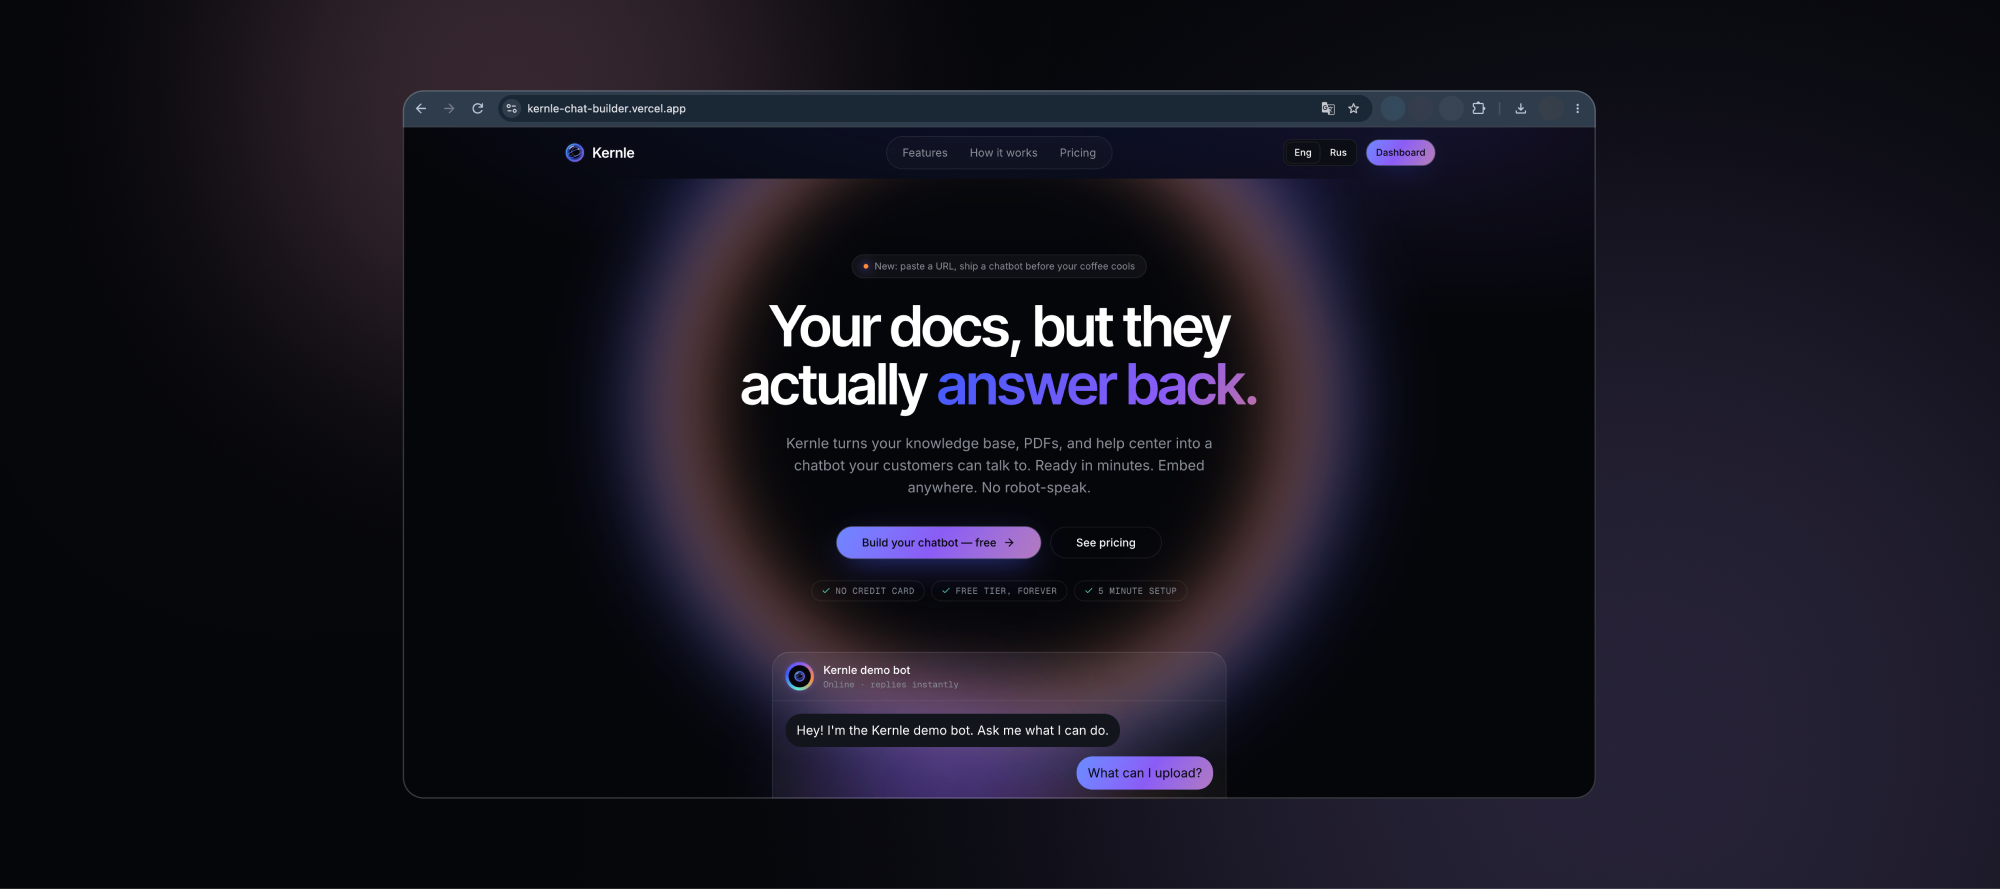 kernle-chat-builder.vercel.app
Kernle
Features
How it works
Pricing
Eng
Rus
Dashboard
New: paste a URL, ship a chatbot before your coffee cools
Your docs, but they
actually answer back.
Kernle turns your knowledge base, PDFs, and help center into a
chatbot your customers can talk to. Ready in minutes. Embed
anywhere. No robot-speak.
Build your chatbot — free →
See pricing
NO CREDIT CARD
FREE TIER, FOREVER
5 MINUTE SETUP
Kernle demo bot
Online · replies instantly
Hey! I'm the Kernle demo bot. Ask me what I can do.
What can I upload?